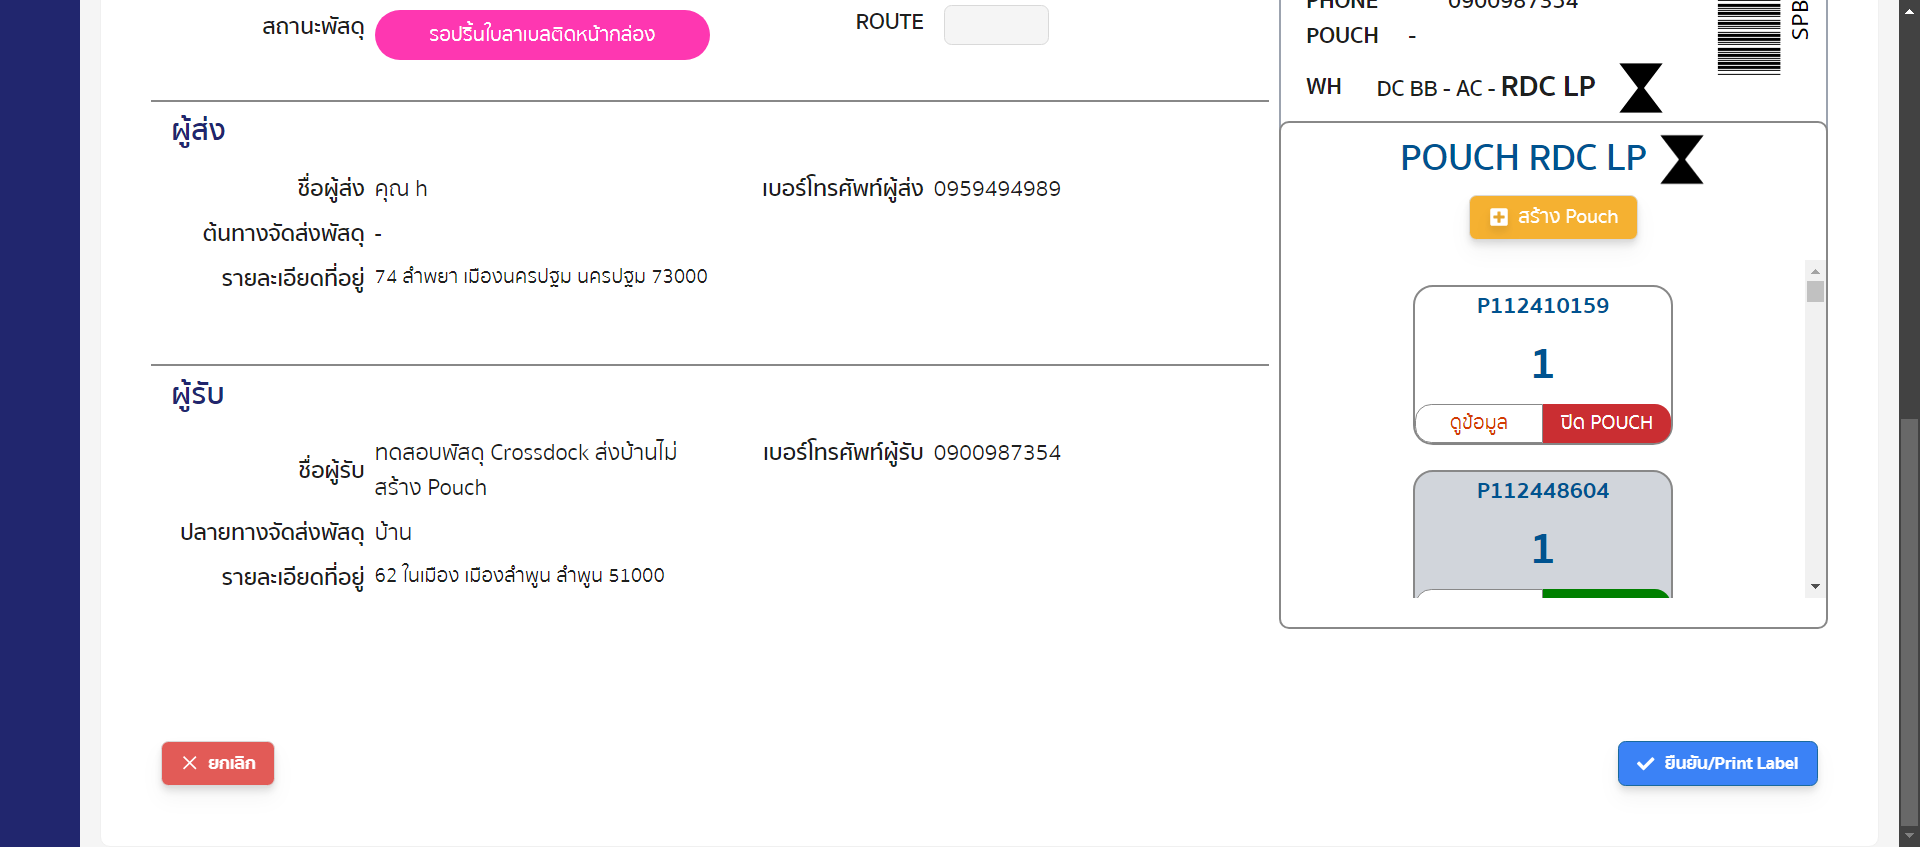 สถานะพัสดุ รอปริ้นใบลาเบลติดหน้ากล่อง ROUTE
ผู้ส่ง
ชื่อผู้ส่ง คุณ h เบอร์โทรศัพท์ผู้ส่ง 0959494989
ต้นทางจัดส่งพัสดุ -
รายละเอียดที่อยู่ 74 ลำพยา เมืองนครปฐม นครปฐม 73000
ผู้รับ
ชื่อผู้รับ ทดสอบพัสดุ Crossdock ส่งบ้านไม่
สร้าง Pouch
เบอร์โทรศัพท์ผู้รับ 0900987354
ปลายทางจัดส่งพัสดุ บ้าน
รายละเอียดที่อยู่ 62 ในเมือง เมืองลำพูน ลำพูน 51000
PHONE 0900987354
POUCH -
WH DC BB - AC - RDC LP
SPB
POUCH RDC LP
สร้าง Pouch
P112410159
1
ดูข้อมูล ปิด POUCH
P112448604
1
ยกเลิก
ยืนยัน/Print Label